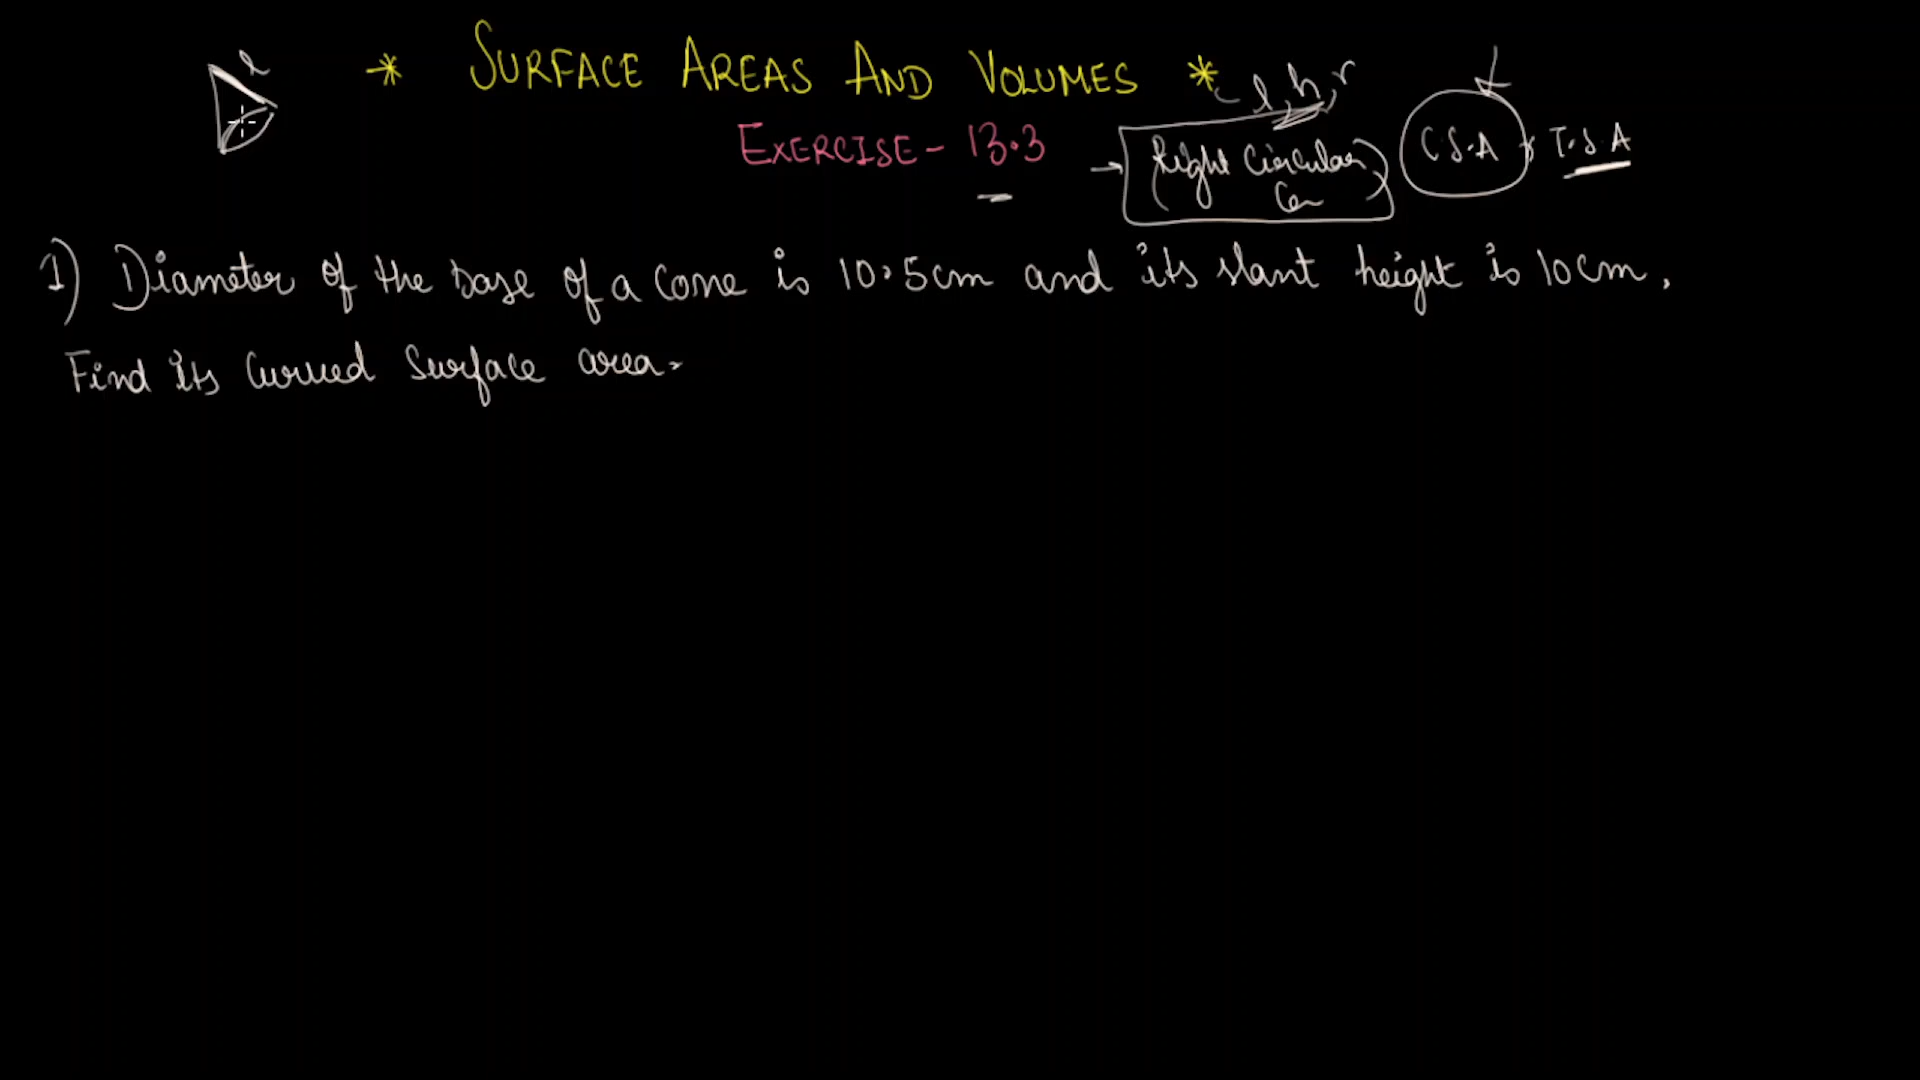 l
* SURFACE AREAS AND VOLUMES *
l, h, r
EXERCISE - 13.3
→ (Right Circular
C.S.A
T.S.A
1) Diameter of the base of a cone is 10.5cm and its slant height is 10cm.
Find its Curved Surface area.